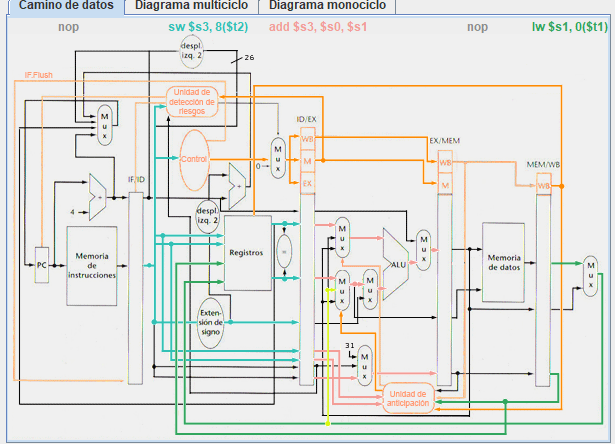 Camino de datos
Diagrama multiciclo
Diagrama monociclo
nop
sw $s3, 8($t2)
add $s3, $s0, $s1
nop
lw $s1, 0($t1)
despl.
izq. 2
26
IF.Flush
Unidad de
detección de
riesgos
M
u
x
ID/EX
EX/MEM
MEM/WB
IF/ID
Control
0
M
u
x
WB
M
EX
WB
M
WB
4
+
+
despl.
izq. 2
PC
Memoria
de
instrucciones
Registros
=
M
u
x
M
u
x
M
u
x
ALU
M
u
x
Memoria
de datos
M
u
x
Exten-
sión de
signo
31
M
u
x
Unidad de
anticipación